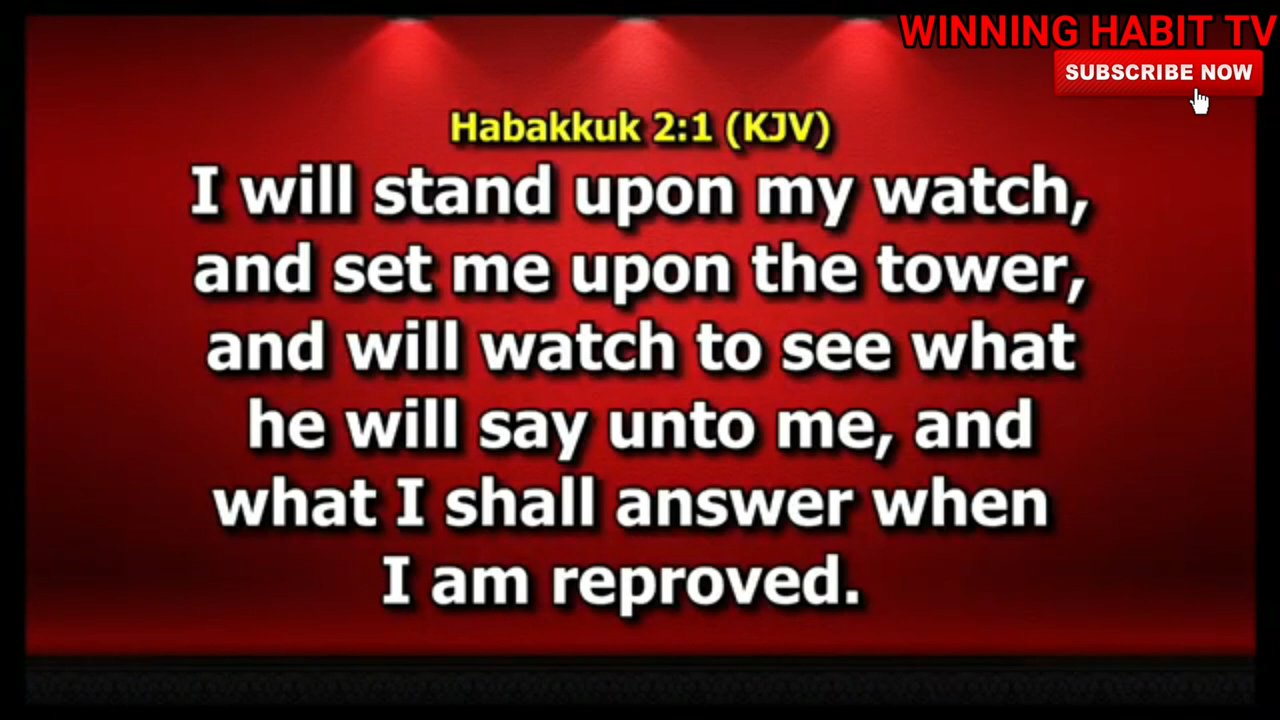 WINNING HABIT TV
SUBSCRIBE NOW
Habakkuk 2:1 (KJV)
I will stand upon my watch,
and set me upon the tower,
and will watch to see what
he will say unto me, and
what I shall answer when
I am reproved.